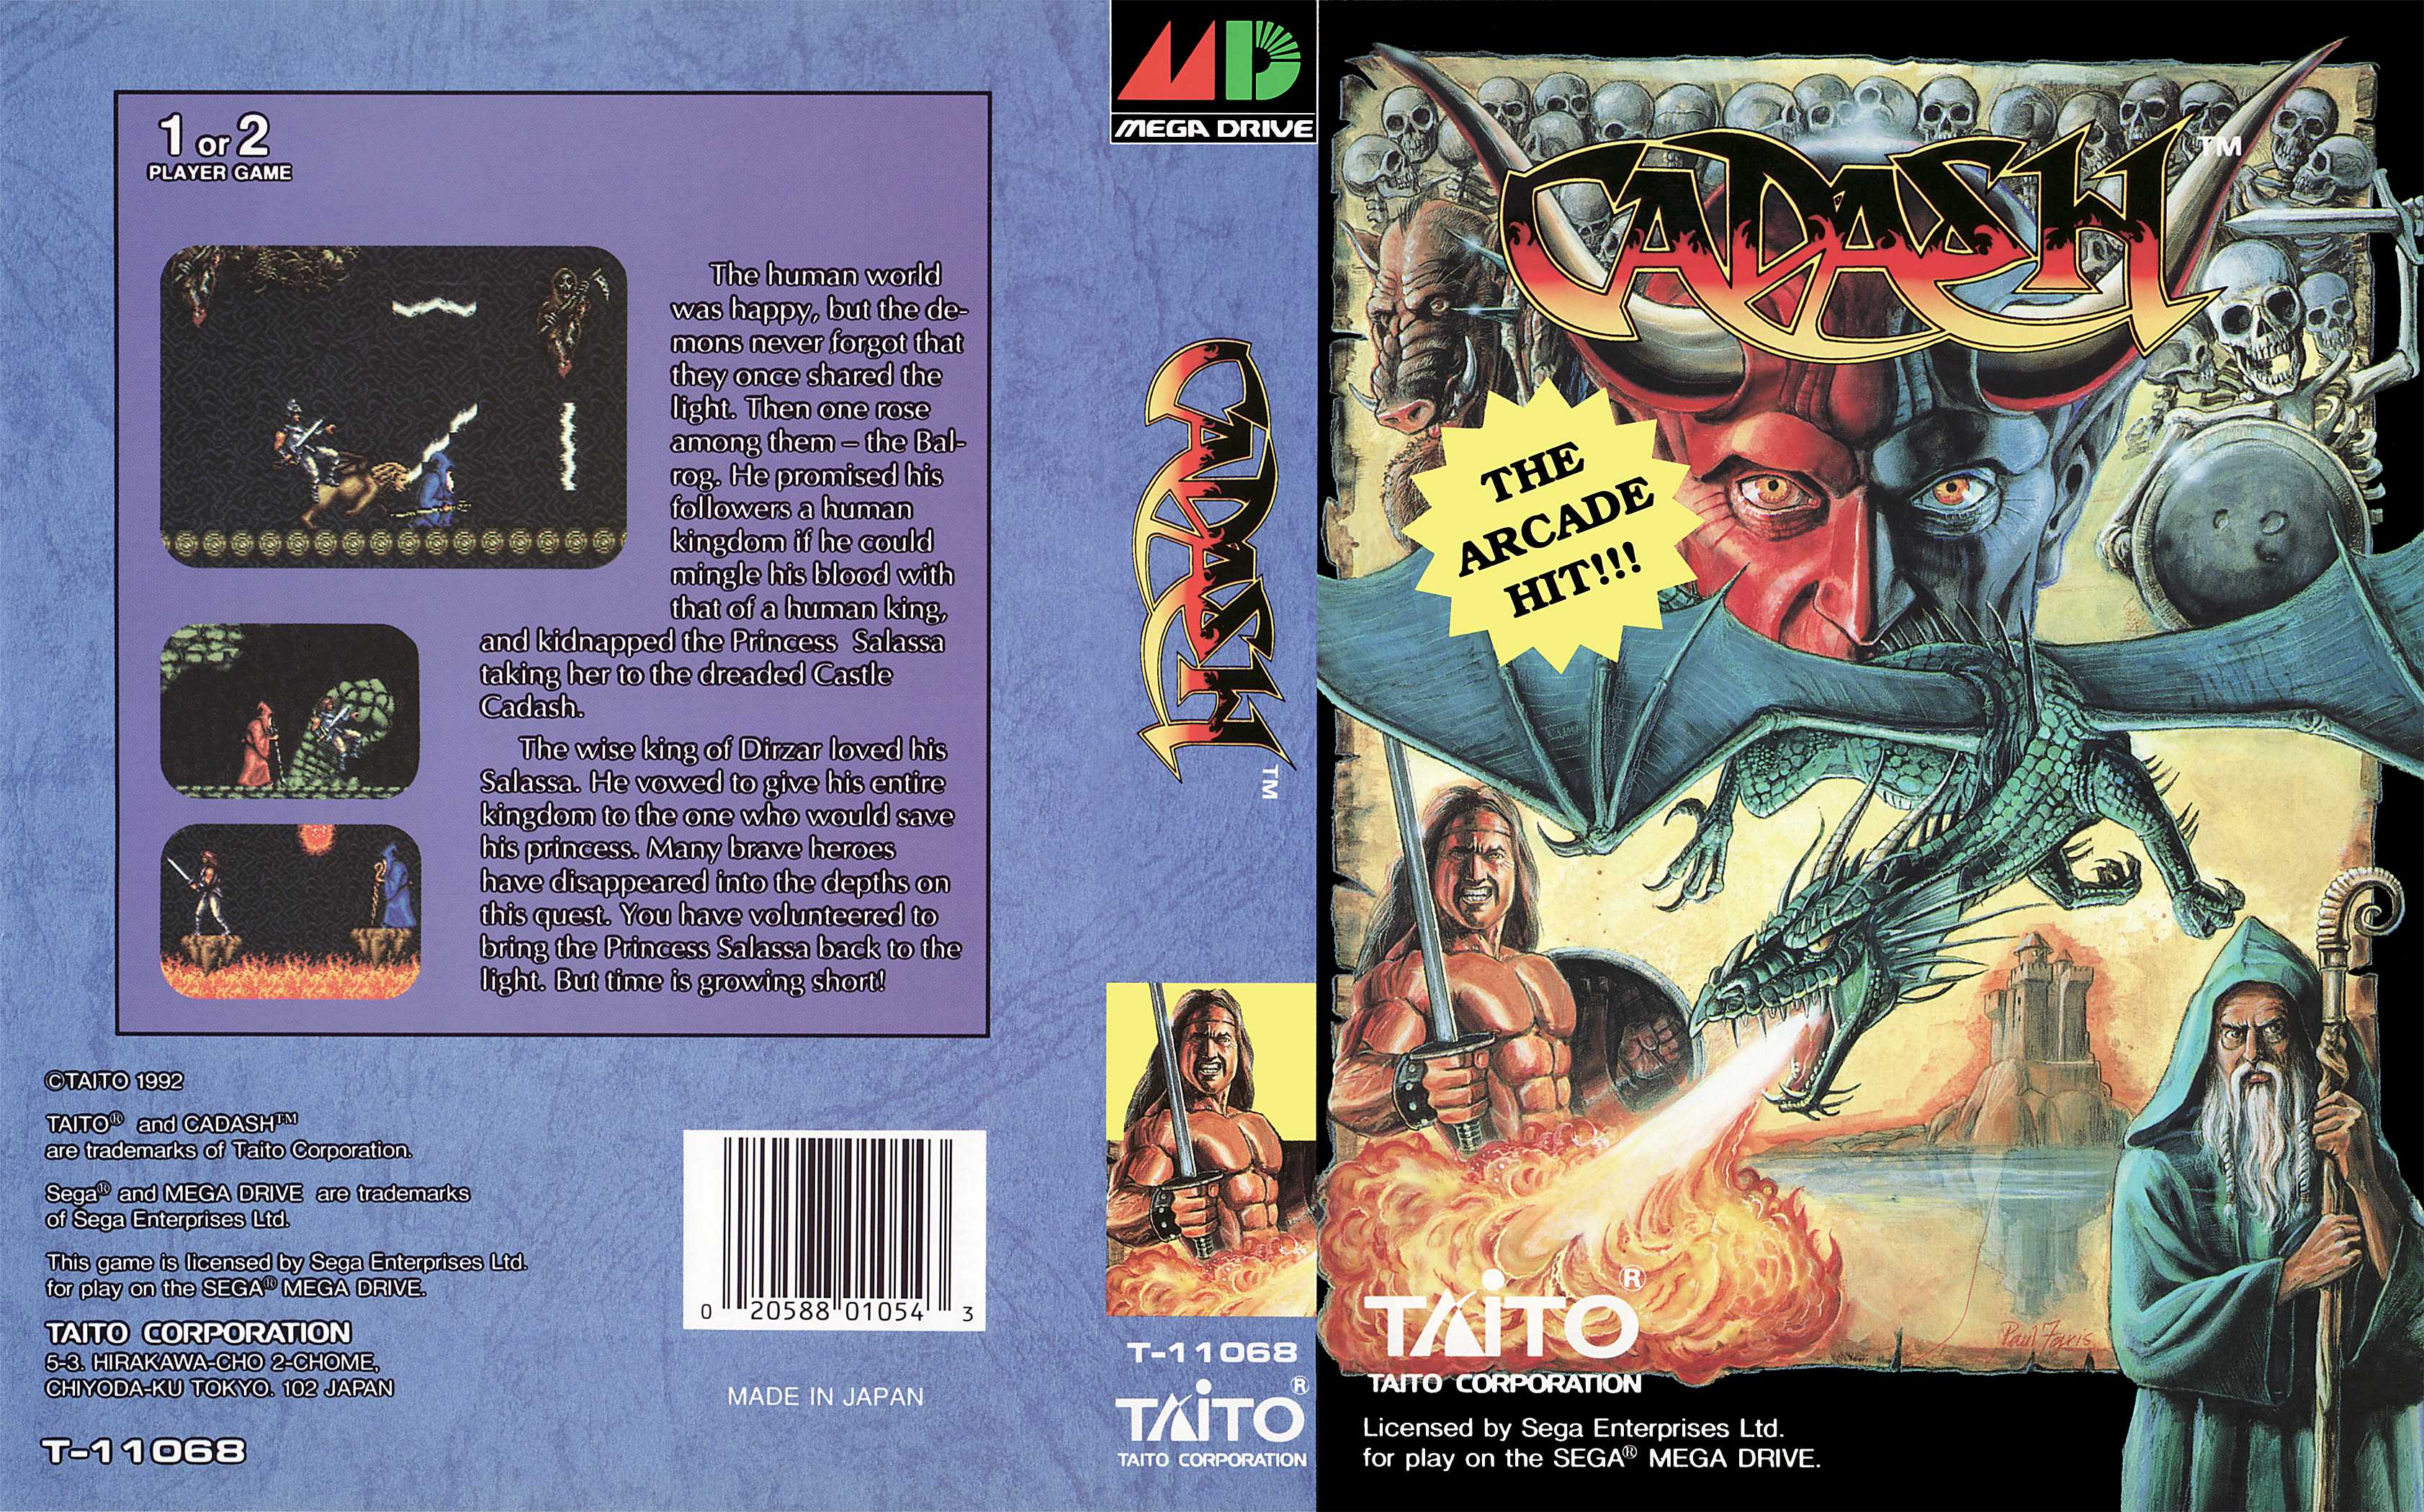 1 or 2
PLAYER GAME
The human world
was happy, but the de-
mons never forgot that
they once shared the
light. Then one rose
among them – the Bal-
rog. He promised his
followers a human
kingdom if he could
mingle his blood with
that of a human king,
and kidnapped the Princess Salassa
taking her to the dreaded Castle
Cadash.
The wise king of Dirzar loved his
Salassa. He vowed to give his entire
kingdom to the one who would save
his princess. Many brave heroes
have disappeared into the depths on
this quest. You have volunteered to
bring the Princess Salassa back to the
light. But time is growing short!
©TAITO 1992
TAITO® and CADASH™
are trademarks of Taito Corporation.
Sega® and MEGA DRIVE are trademarks
of Sega Enterprises Ltd.
This game is licensed by Sega Enterprises Ltd.
for play on the SEGA® MEGA DRIVE.
TAITO CORPORATION
5-3. HIRAKAWA-CHO 2-CHOME,
CHIYODA-KU TOKYO. 102 JAPAN
T-11068
0 20588 01054 3
MADE IN JAPAN
MD
MEGA DRIVE
CADASH™
T-11068
TAITO®
TAITO CORPORATION
CADASH™
THE
ARCADE
HIT!!!
Paul Faris
TAITO®
TAITO CORPORATION
Licensed by Sega Enterprises Ltd.
for play on the SEGA® MEGA DRIVE.